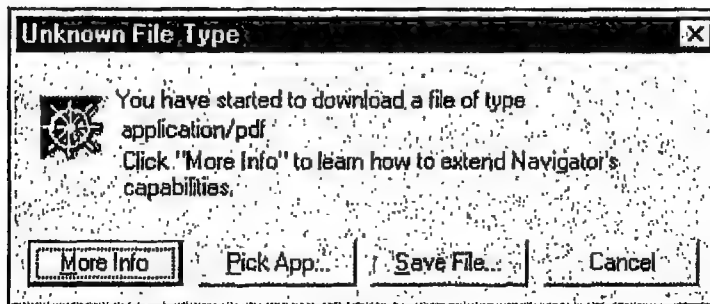 Unknown File Type
You have started to download a file of type
application/pdf
Click "More Info" to learn how to extend Navigator's
capabilities.
More Info Pick App... Save File... Cancel